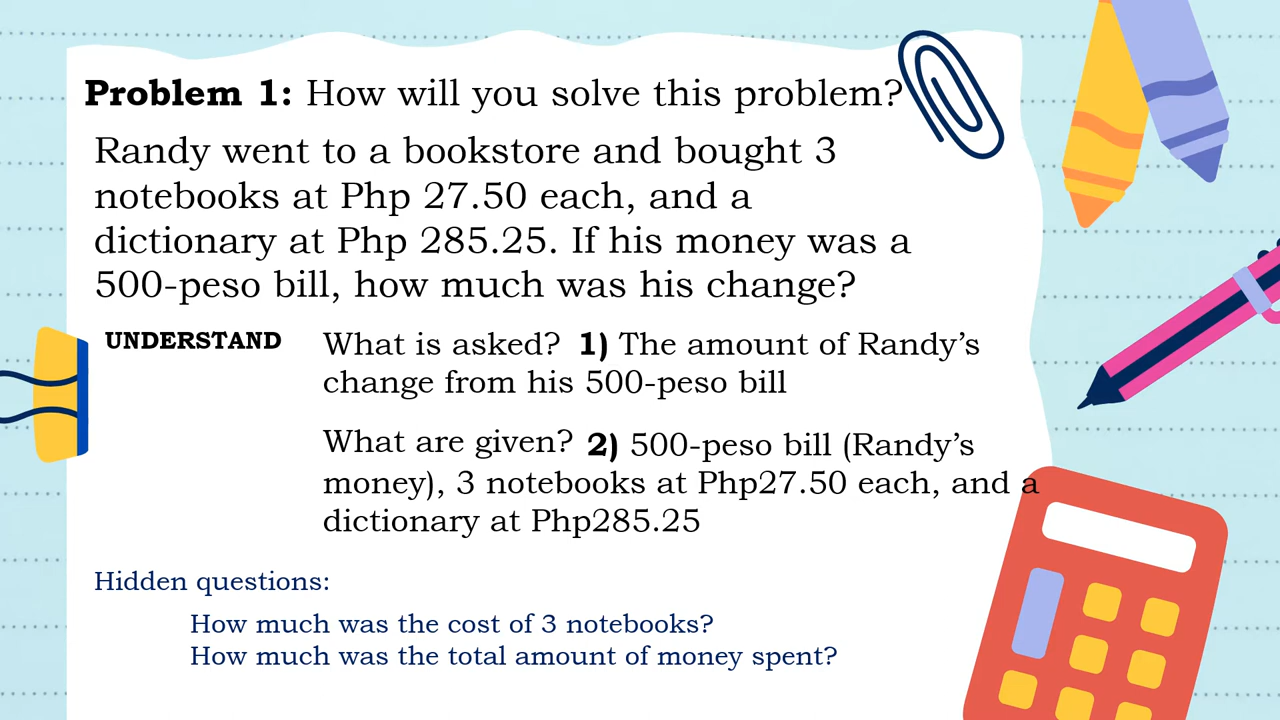 Problem 1: How will you solve this problem?
Randy went to a bookstore and bought 3
notebooks at Php 27.50 each, and a
dictionary at Php 285.25. If his money was a
500-peso bill, how much was his change?
UNDERSTAND
What is asked? 1) The amount of Randy’s
change from his 500-peso bill
What are given? 2) 500-peso bill (Randy’s
money), 3 notebooks at Php27.50 each, and a
dictionary at Php285.25
Hidden questions:
How much was the cost of 3 notebooks?
How much was the total amount of money spent?